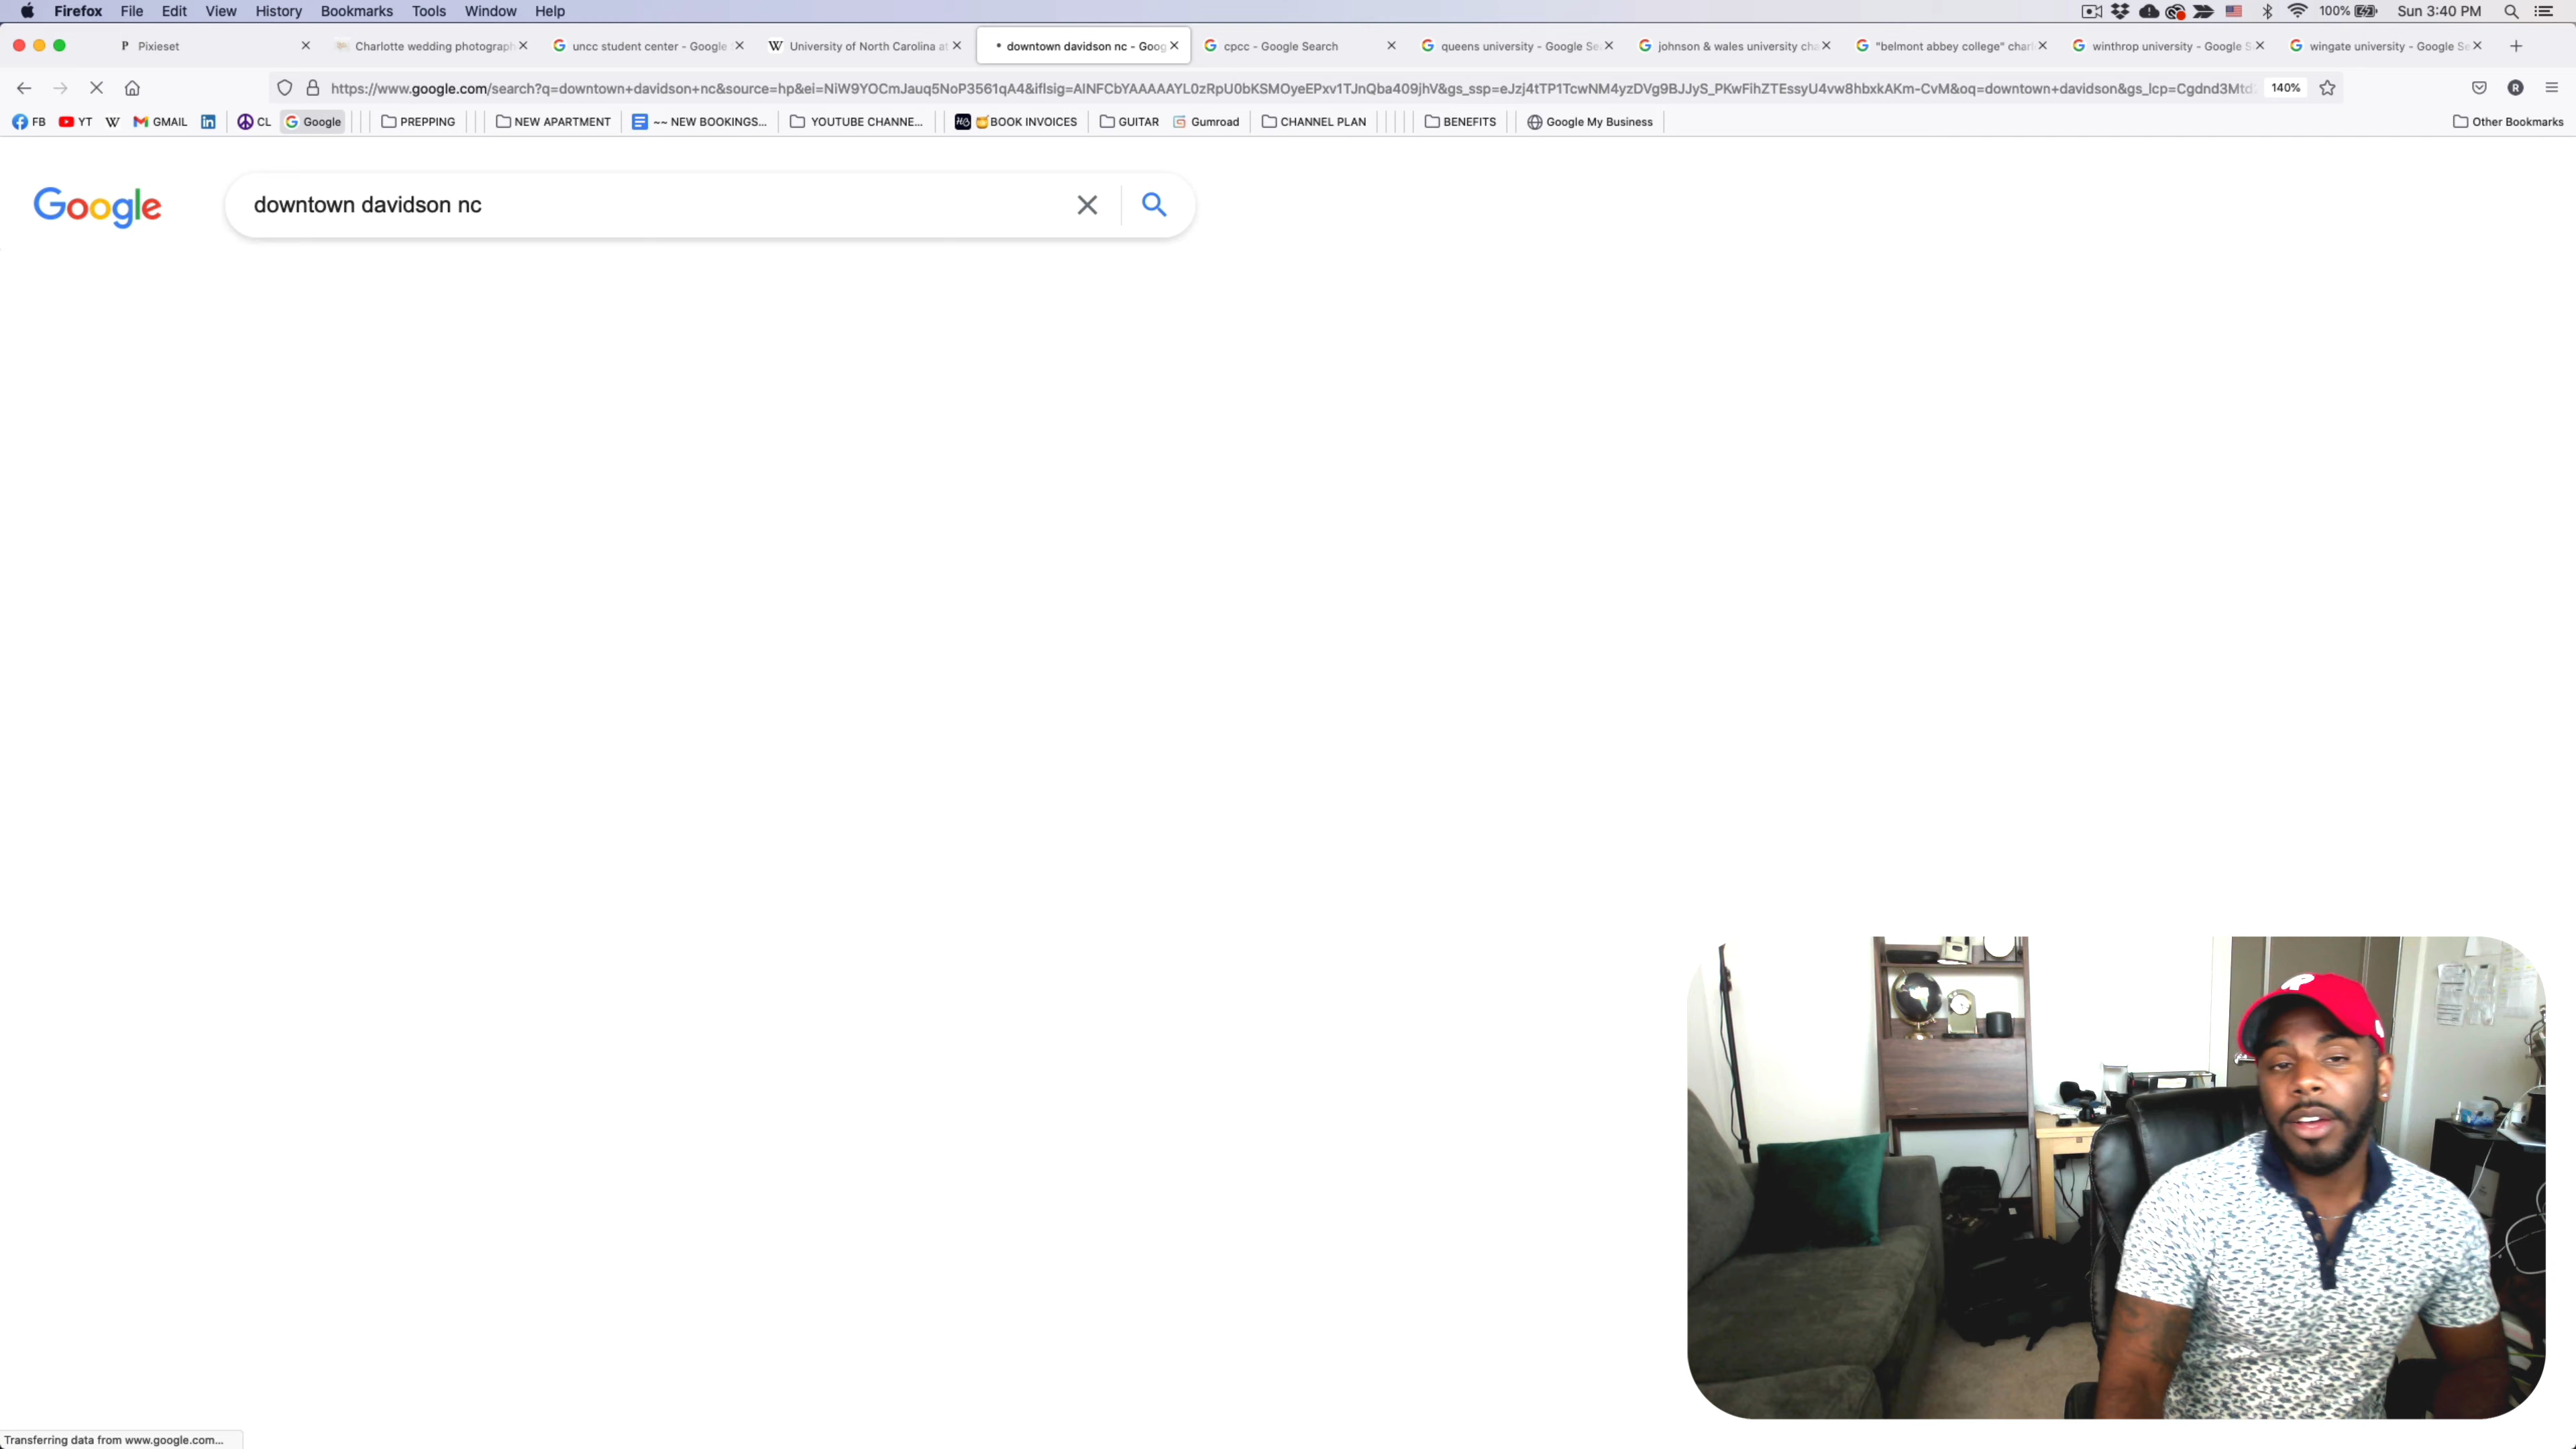 Firefox File Edit View History Bookmarks Tools Window Help 100% Sun 3:40 PM
Pixieset Charlotte wedding photograph uncc student center - Google University of North Carolina at downtown davidson nc - Goog cpcc - Google Search queens university - Google Se johnson & wales university cha "belmont abbey college" charl winthrop university - Google S wingate university - Google Se
https://www.google.com/search?q=downtown+davidson+nc&source=hp&ei=NiW9YOCmJauq5NoP3561qA4&iflsig=AINFCbYAAAAAYL0zRpU0bKSMOyeEPxv1TJnQba409jhV&gs_ssp=eJzj4tTP1TcwNM4yzDVg9BJJyS_PKwFihZTEssyU4vw8hbxkAKm-CvM&oq=downtown+davidson&gs_lcp=Cgdnd3Mtd 140%
FB YT GMAIL CL Google PREPPING NEW APARTMENT ~~ NEW BOOKINGS... YOUTUBE CHANNE... BOOK INVOICES GUITAR Gumroad CHANNEL PLAN BENEFITS Google My Business Other Bookmarks
Google downtown davidson nc
Transferring data from www.google.com...